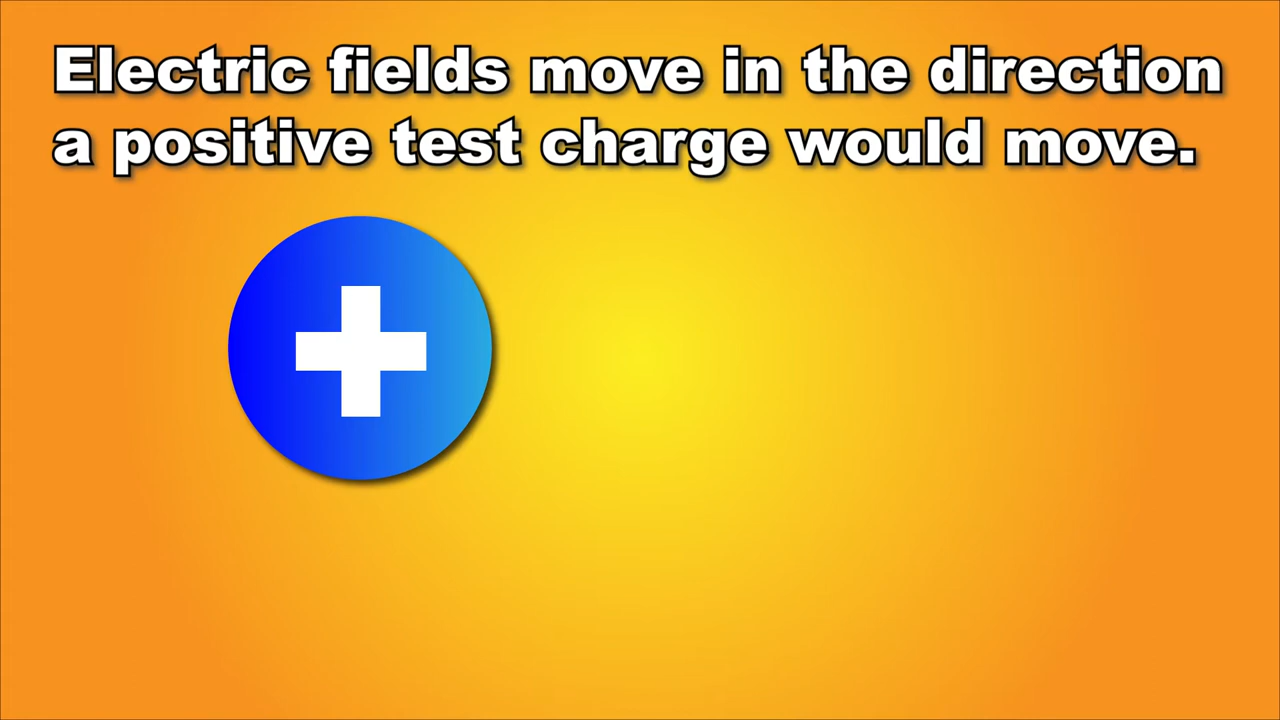 Electric fields move in the direction
a positive test charge would move.
+